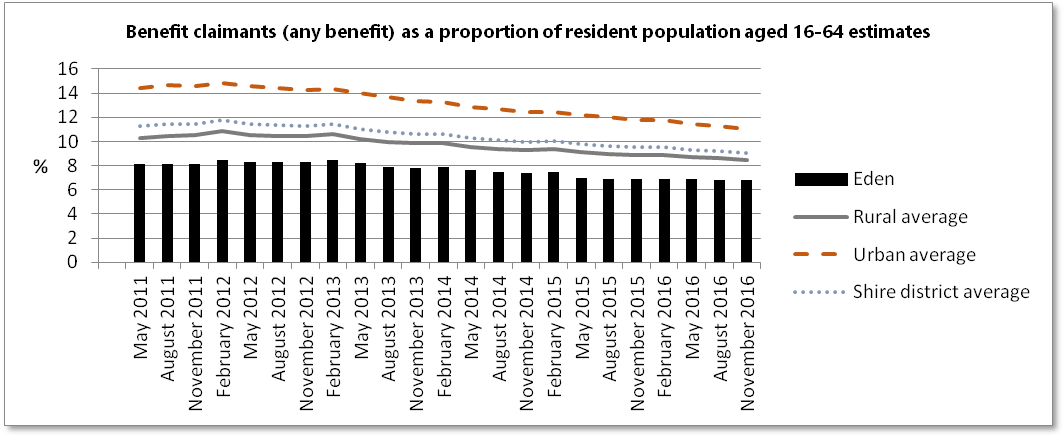 Benefit claimants (any benefit) as a proportion of resident population aged 16-64 estimates
16
14
12
10
%
8
6
4
2
0
May 2011
August 2011
November 2011
February 2012
May 2012
August 2012
November 2012
February 2013
May 2013
August 2013
November 2013
February 2014
May 2014
August 2014
November 2014
February 2015
May 2015
August 2015
November 2015
February 2016
May 2016
August 2016
November 2016
Eden
Rural average
Urban average
Shire district average